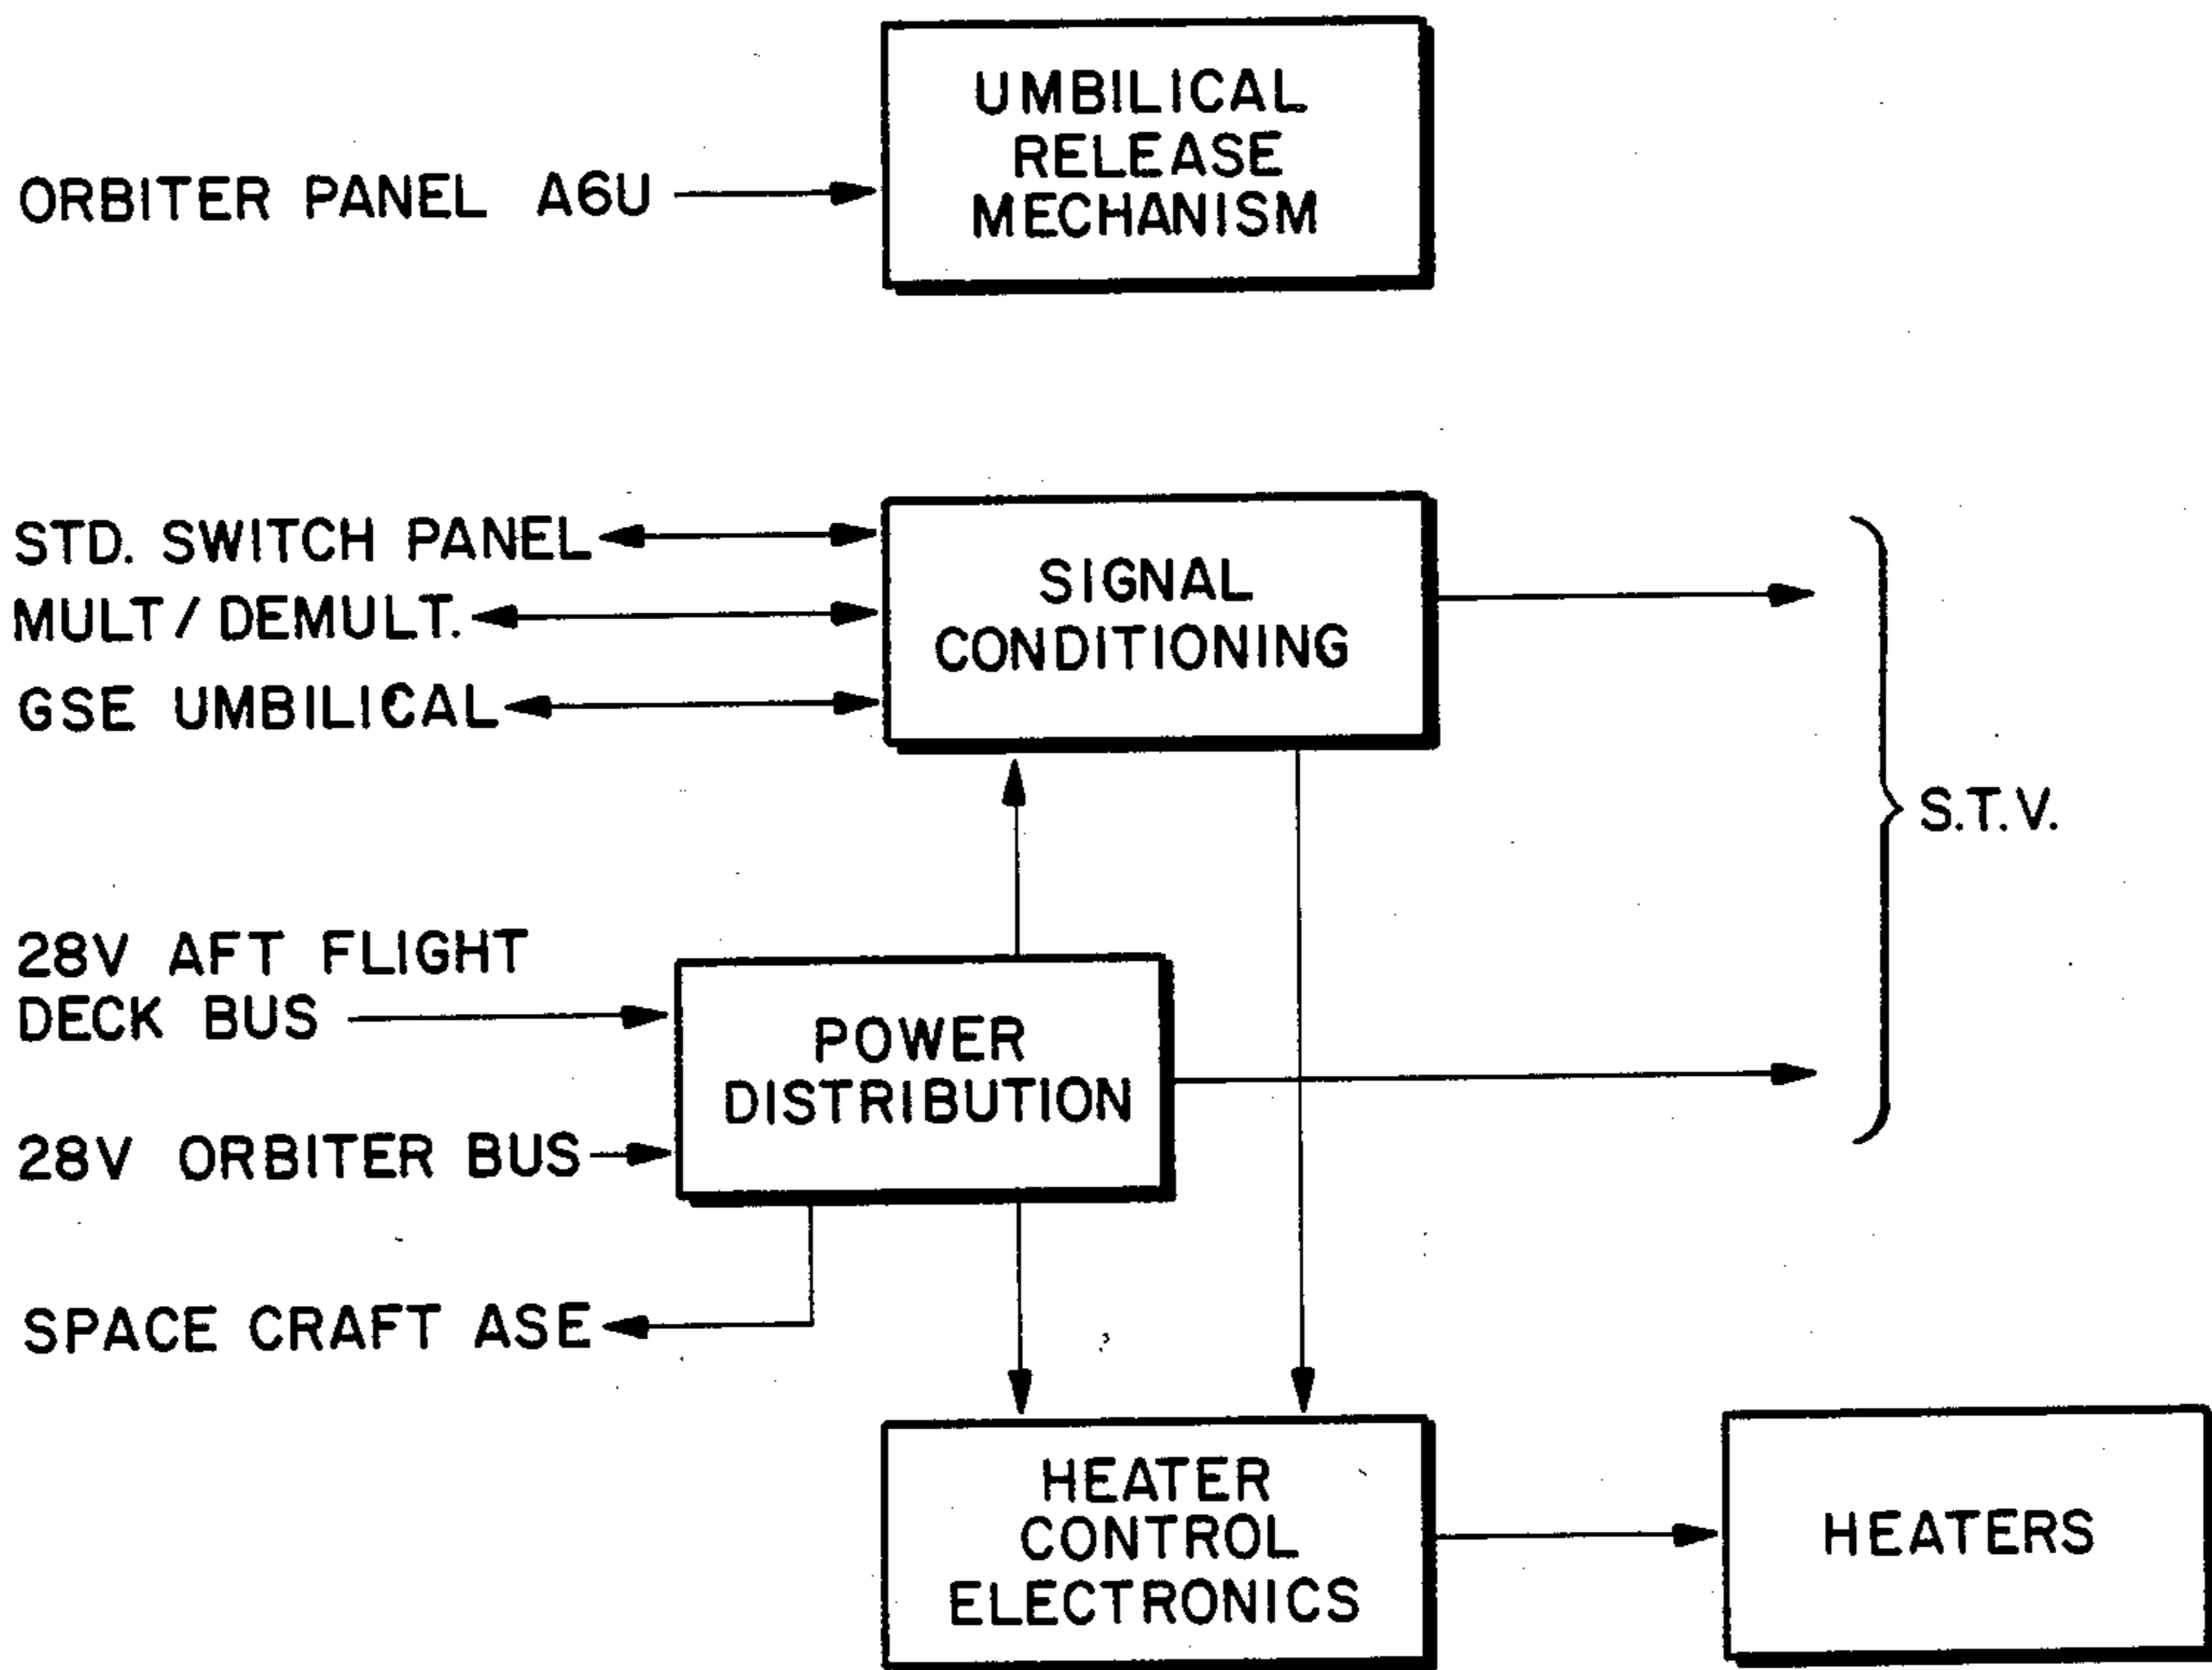 UMBILICAL
RELEASE
MECHANISM
ORBITER PANEL A6U
STD. SWITCH PANEL
MULT/DEMULT.
GSE UMBILICAL
SIGNAL
CONDITIONING
S.T.V.
28V AFT FLIGHT
DECK BUS
28V ORBITER BUS
POWER
DISTRIBUTION
SPACE CRAFT ASE
HEATER
CONTROL
ELECTRONICS
HEATERS